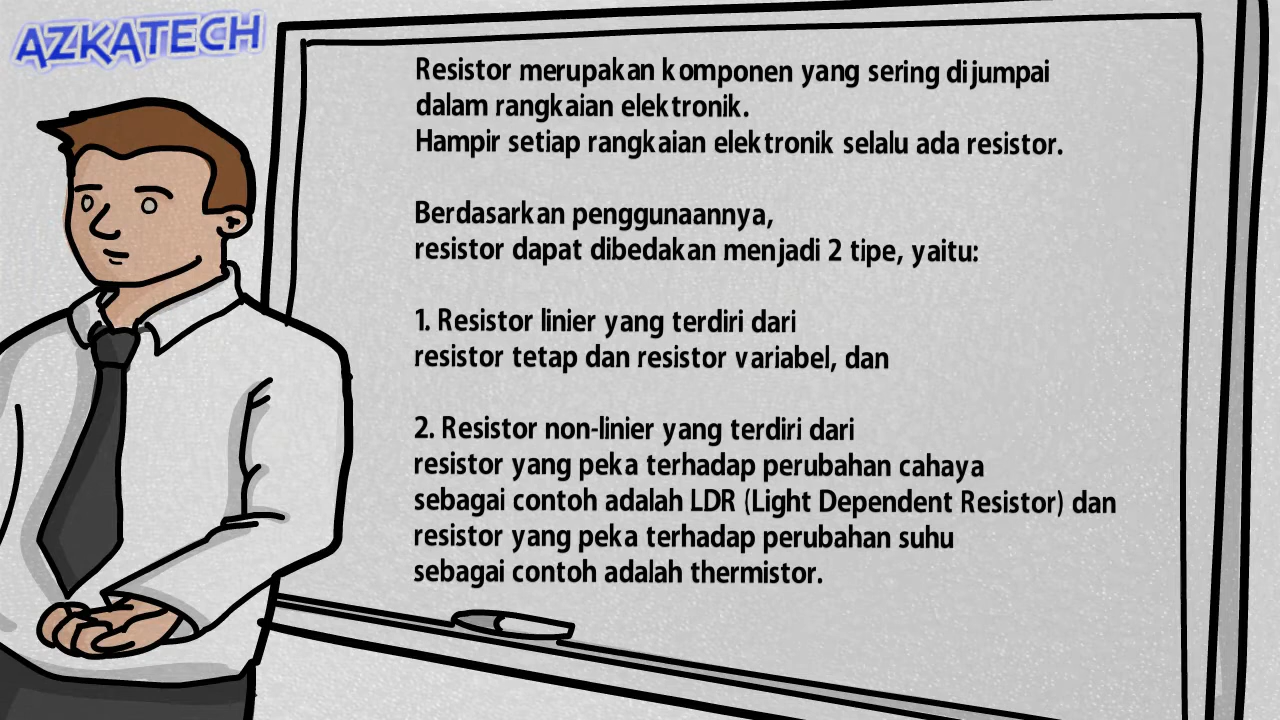 AZKATECH
Resistor merupakan komponen yang sering dijumpai
dalam rangkaian elektronik.
Hampir setiap rangkaian elektronik selalu ada resistor.
Berdasarkan penggunaannya,
resistor dapat dibedakan menjadi 2 tipe, yaitu:
1. Resistor linier yang terdiri dari
resistor tetap dan resistor variabel, dan
2. Resistor non-linier yang terdiri dari
resistor yang peka terhadap perubahan cahaya
sebagai contoh adalah LDR (Light Dependent Resistor) dan
resistor yang peka terhadap perubahan suhu
sebagai contoh adalah thermistor.